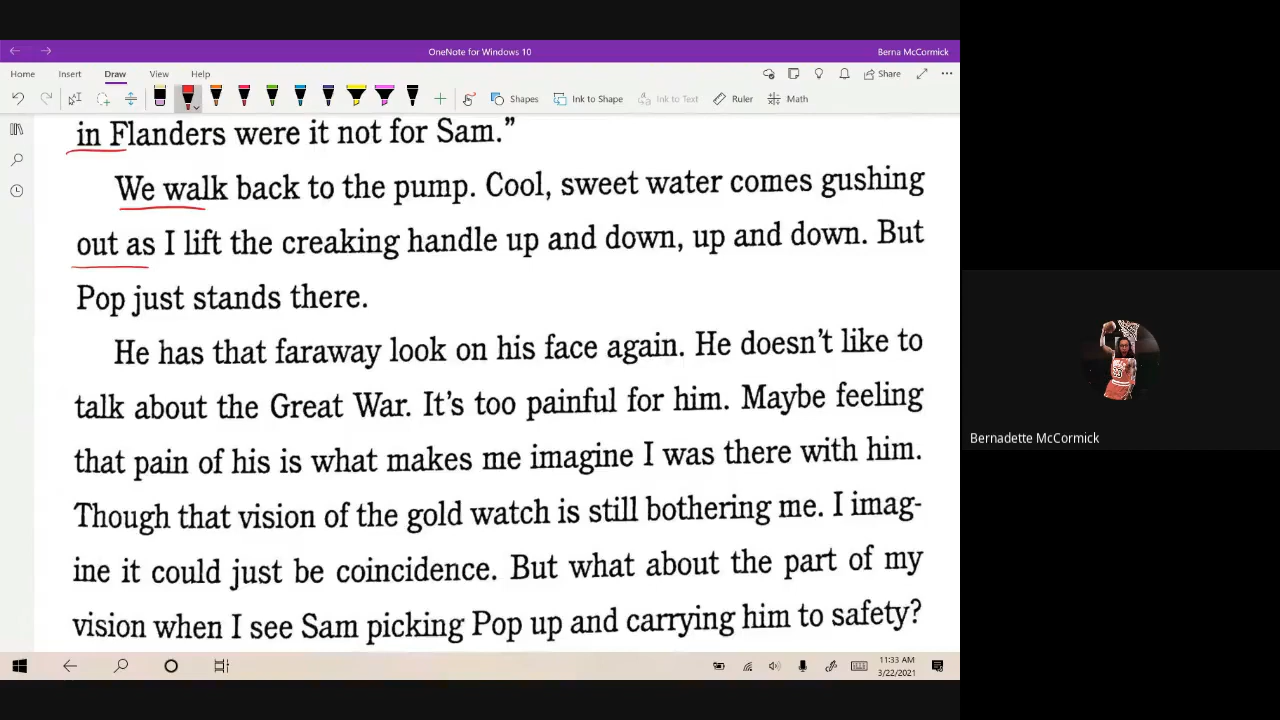 OneNote for Windows 10
Berna McCormick
Home Insert Draw View Help
Share
Shapes Ink to Shape Ink to Text Ruler Math
in Flanders were it not for Sam.”
We walk back to the pump. Cool, sweet water comes gushing
out as I lift the creaking handle up and down, up and down. But
Pop just stands there.
He has that faraway look on his face again. He doesn’t like to
talk about the Great War. It’s too painful for him. Maybe feeling
that pain of his is what makes me imagine I was there with him.
Though that vision of the gold watch is still bothering me. I imag-
ine it could just be coincidence. But what about the part of my
vision when I see Sam picking Pop up and carrying him to safety?
Bernadette McCormick
11:33 AM
3/22/2021